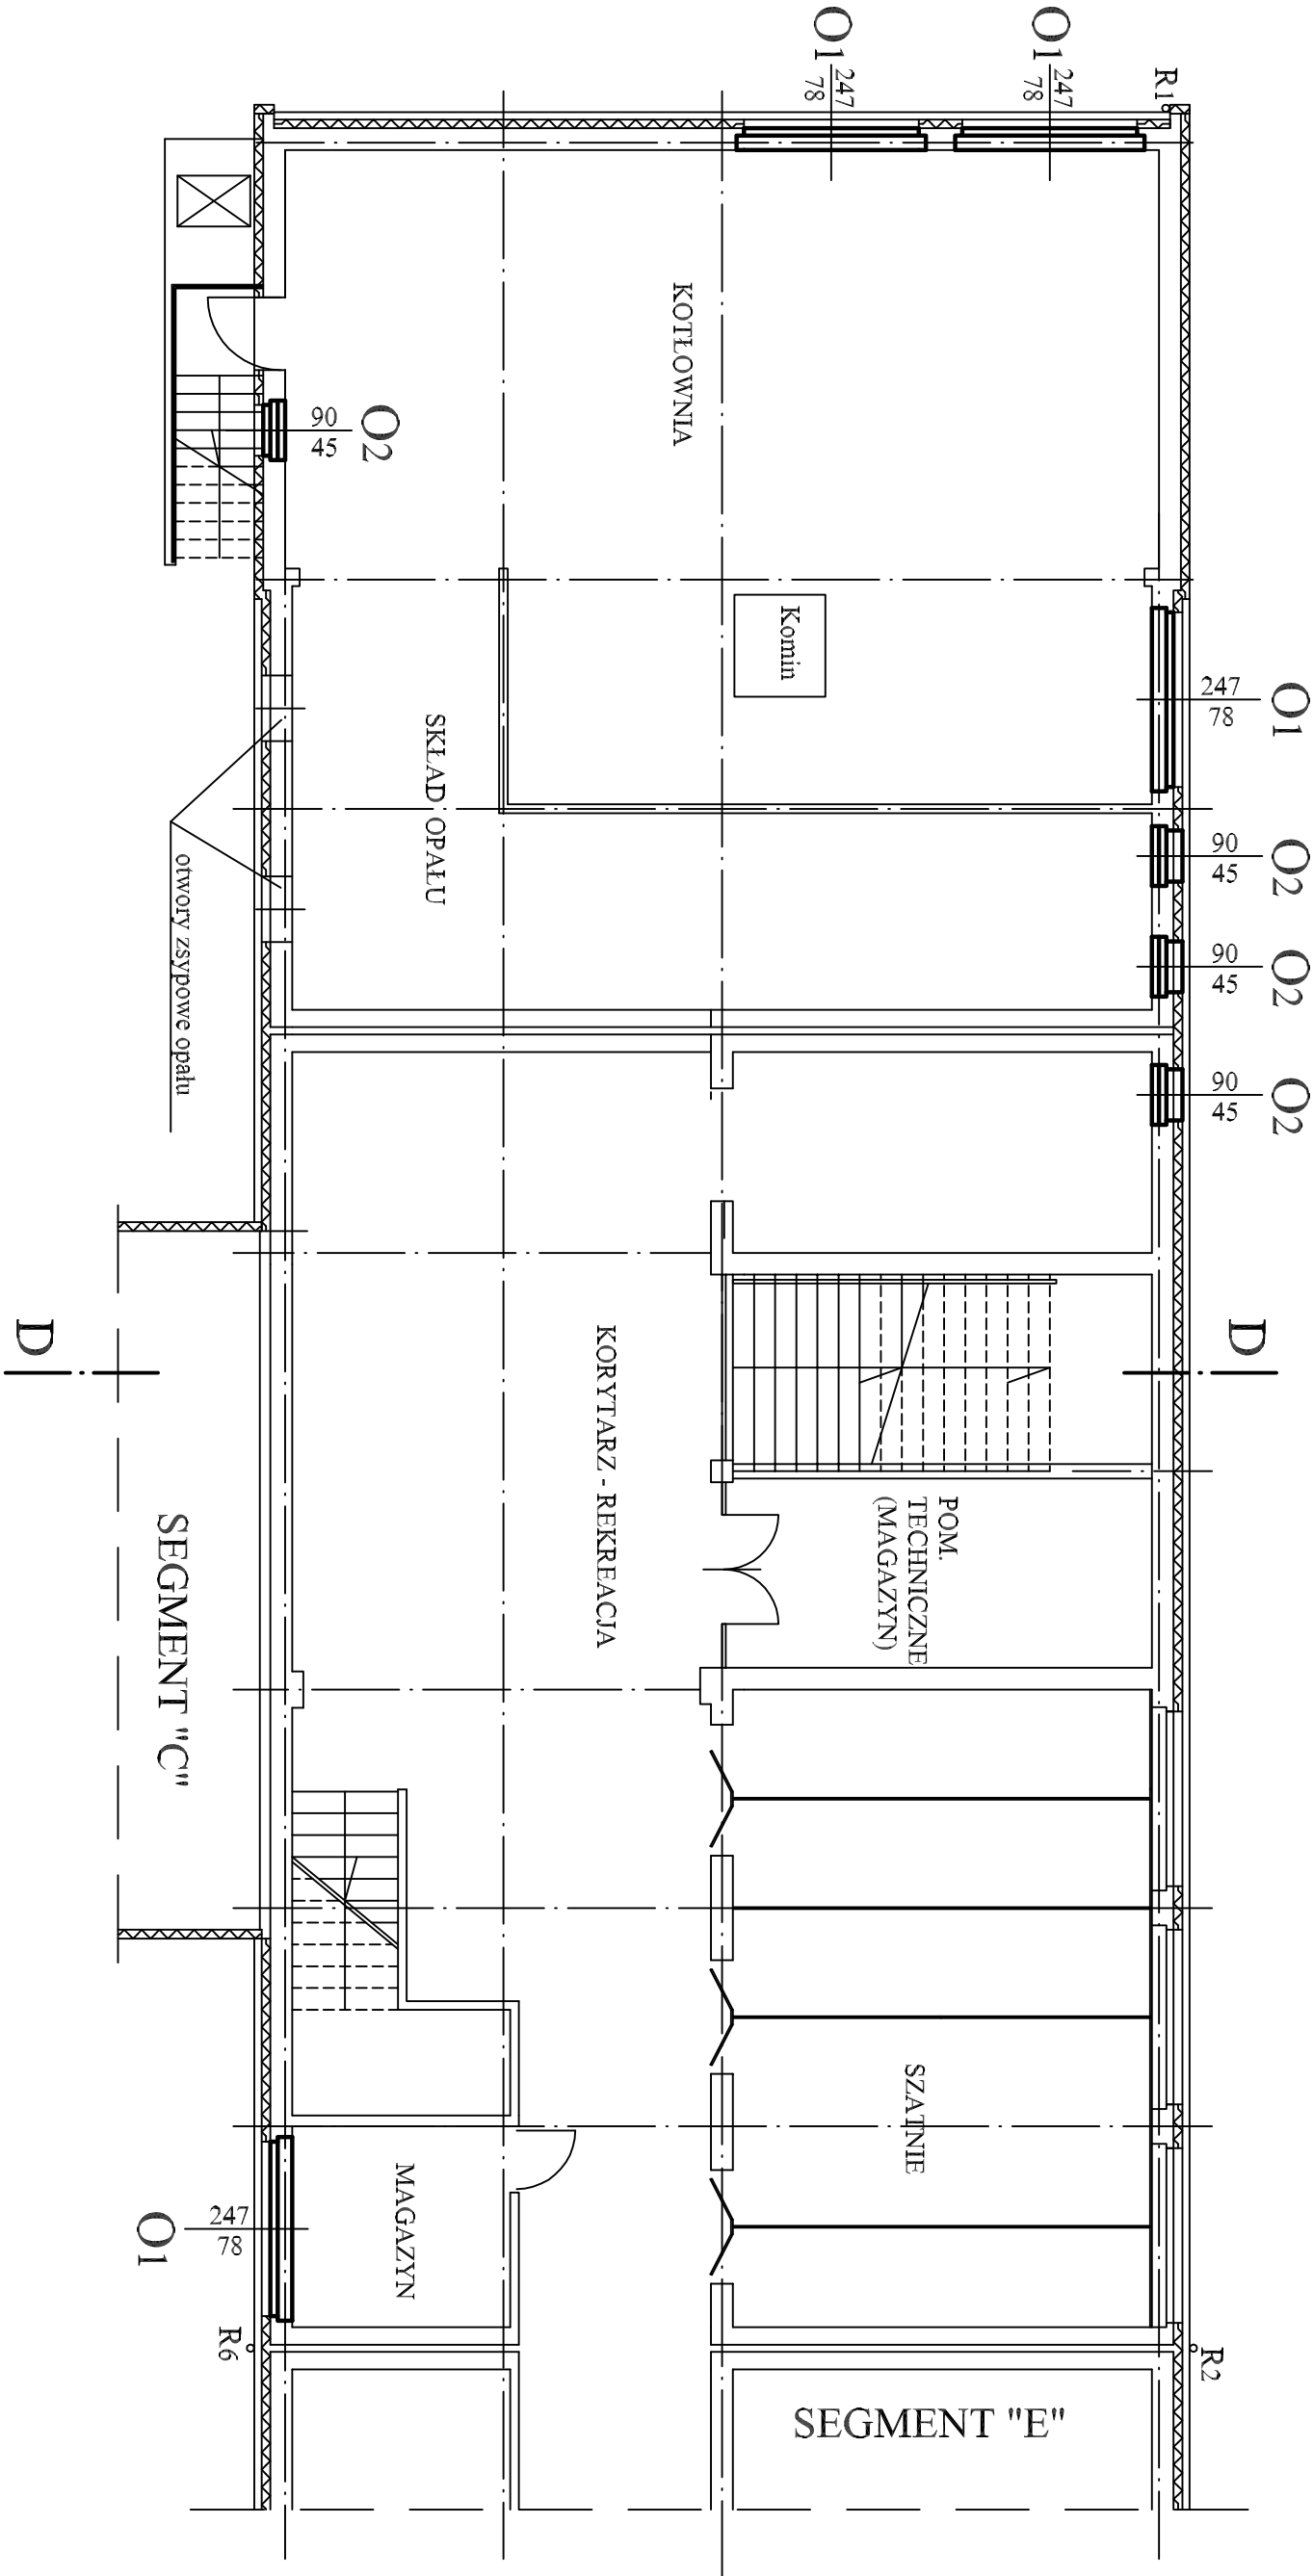 O1 247
78
O1 247
78
R1
KOTŁOWNIA
90
45
O2
Komin
247
78
O1
SKŁAD OPAŁU
90
45
O2
otwory zsypowe opału
90
45
O2
90
45
O2
D
D
KORYTARZ - REKREACJA
POM.
TECHNICZNE
(MAGAZYN)
SEGMENT "C"
SZATNIE
MAGAZYN
O1
247
78
R6
R2
SEGMENT "E"